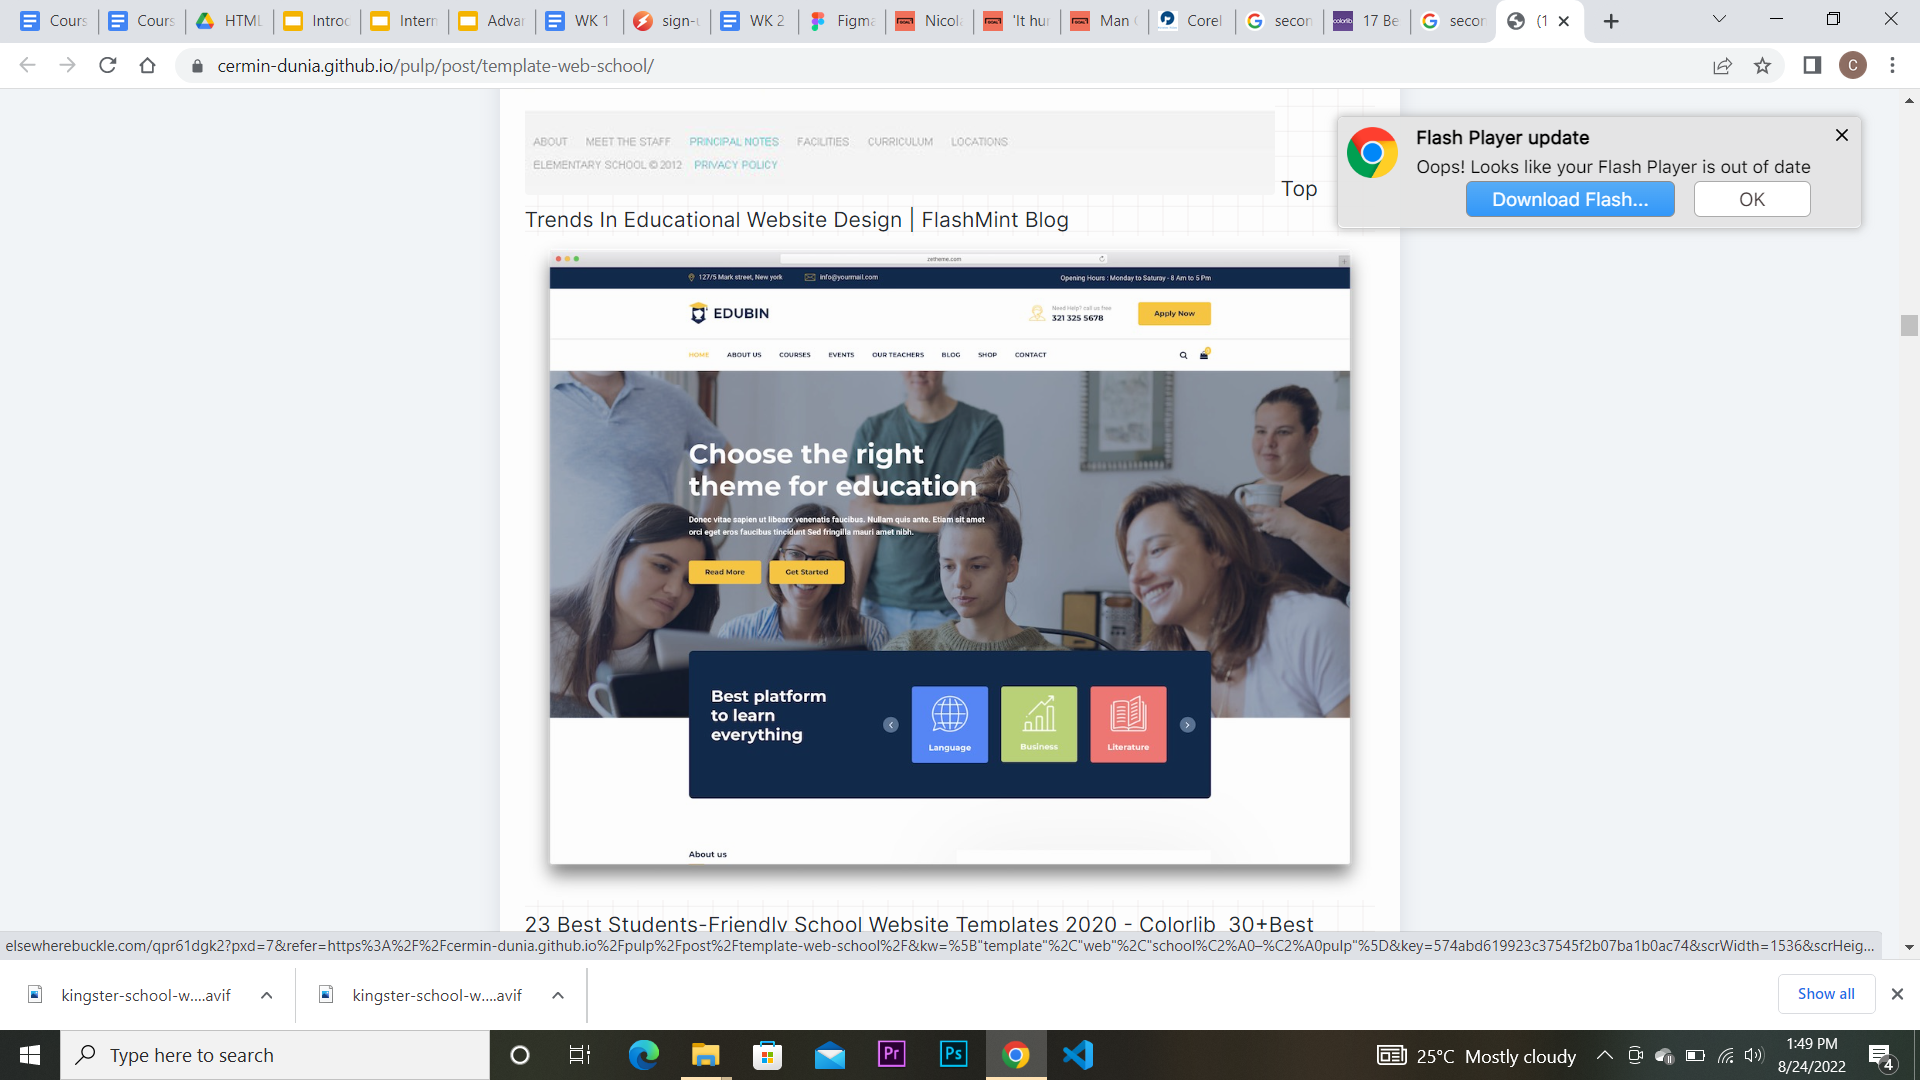 Cours
Cours
HTML
Introd
Intern
Advan
WK 1
sign-u
WK 2
Figma
Nicola
'It hur
Man
Corel
secon
17 Be
secon
(1
cermin-dunia.github.io/pulp/post/template-web-school/
C
ABOUT MEET THE STAFF PRINCIPAL NOTES FACILITIES CURRICULUM LOCATIONS
ELEMENTARY SCHOOL © 2012 PRIVACY POLICY
Top
Trends In Educational Website Design | FlashMint Blog
Flash Player update
Oops! Looks like your Flash Player is out of date
Download Flash...
OK
zetheme.com
127/5 Mark street, New york
info@yourmail.com
Opening Hours : Monday to Saturay - 8 Am to 5 Pm
EDUBIN
Need Help? call us free
321 325 5678
Apply Now
HOME ABOUT US COURSES EVENTS OUR TEACHERS BLOG SHOP CONTACT
Choose the right
theme for education
Donec vitae sapien ut libearo venenatis faucibus. Nullam quis ante. Etiam sit amet
orci eget eros faucibus tincidunt Sed fringilla mauri amet nibh.
Read More
Get Started
Best platform
to learn
everything
Language
Business
Literature
About us
23 Best Students-Friendly School Website Templates 2020 - Colorlib 30+Best
elsewherebuckle.com/qpr61dgk2?pxd=7&refer=https%3A%2F%2Fcermin-dunia.github.io%2Fpulp%2Fpost%2Ftemplate-web-school%2F&kw=%5B"template"%2C"web"%2C"school%C2%A0–%C2%A0pulp"%5D&key=574abd619923c37545f2b07ba1b0ac74&scrWidth=1536&scrHeig...
kingster-school-w....avif
kingster-school-w....avif
Show all
Type here to search
Pr
Ps
25°C Mostly cloudy
1:49 PM
8/24/2022
4